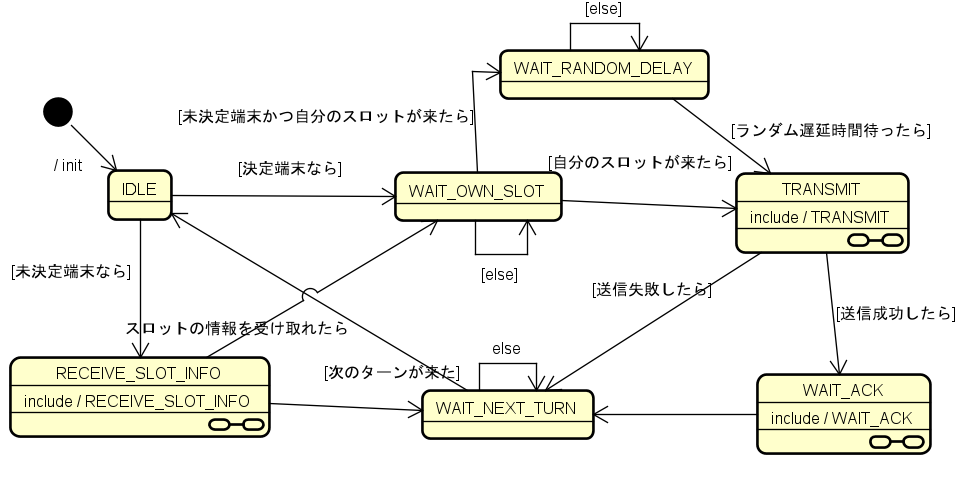 [else]
WAIT_RANDOM_DELAY
[未決定端末かつ自分のスロットが来たら]
[ランダム遅延時間待ったら]
/ init
[決定端末なら]
[自分のスロットが来たら]
IDLE
WAIT_OWN_SLOT
TRANSMIT
include / TRANSMIT
[未決定端末なら]
[else]
[送信失敗したら]
[送信成功したら]
スロットの情報を受け取れたら
else
RECEIVE_SLOT_INFO
include / RECEIVE_SLOT_INFO
[次のターンが来た]
WAIT_NEXT_TURN
WAIT_ACK
include / WAIT_ACK